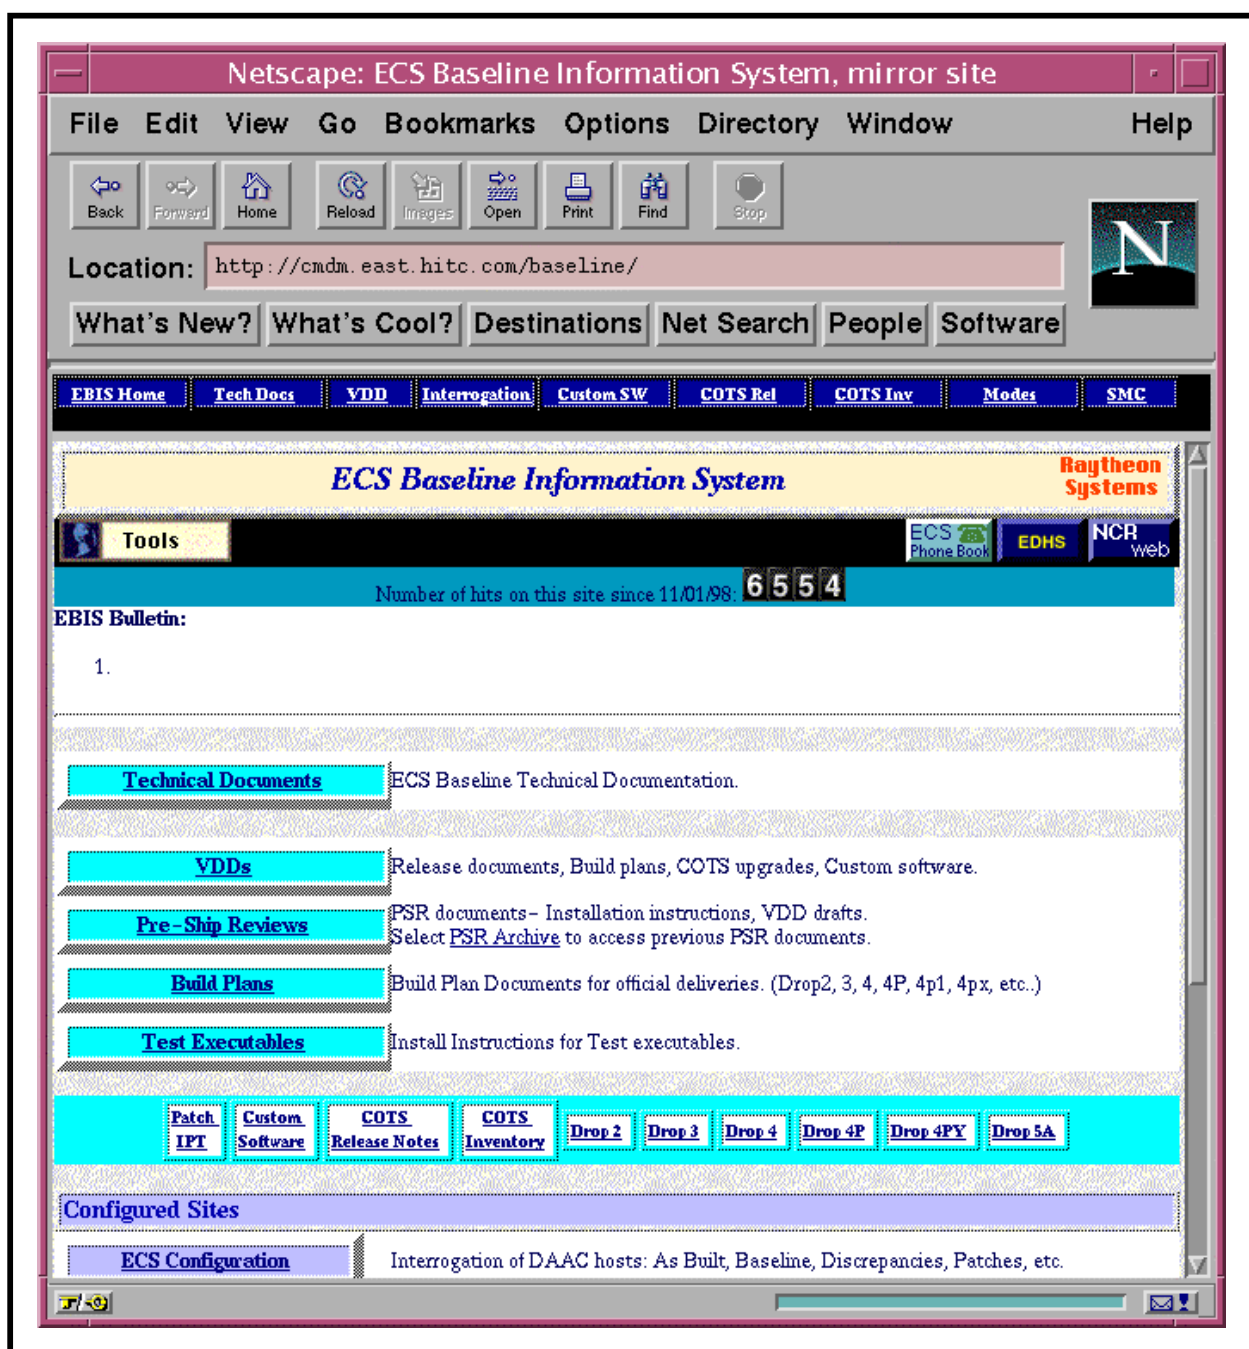 Netscape: ECS Baseline Information System, mirror site
File Edit View Go Bookmarks Options Directory Window Help
Back Forward Home Reload Images Open Print Find Stop
N
Location: http://cmdm.east.hitc.com/baseline/
What's New? What's Cool? Destinations Net Search People Software
EBIS Home Tech Docs VDD Interrogation Custom SW COTS Rel COTS Inv Modes SMC
ECS Baseline Information System
Raytheon
Systems
Tools
ECS
Phone Book
EDHS
NCR
web
Number of hits on this site since 11/01/98: 6554
EBIS Bulletin:
1.
Technical Documents ECS Baseline Technical Documentation.
VDDs Release documents, Build plans, COTS upgrades, Custom software.
Pre-Ship Reviews PSR documents- Installation instructions, VDD drafts.
Select PSR Archive to access previous PSR documents.
Build Plans Build Plan Documents for official deliveries. (Drop2, 3, 4, 4P, 4p1, 4px, etc..)
Test Executables Install Instructions for Test executables.
Patch
IPT
Custom
Software
COTS
Release Notes
COTS
Inventory
Drop 2 Drop 3 Drop 4 Drop 4P Drop 4PY Drop 5A
Configured Sites
ECS Configuration Interrogation of DAAC hosts: As Built, Baseline, Discrepancies, Patches, etc.